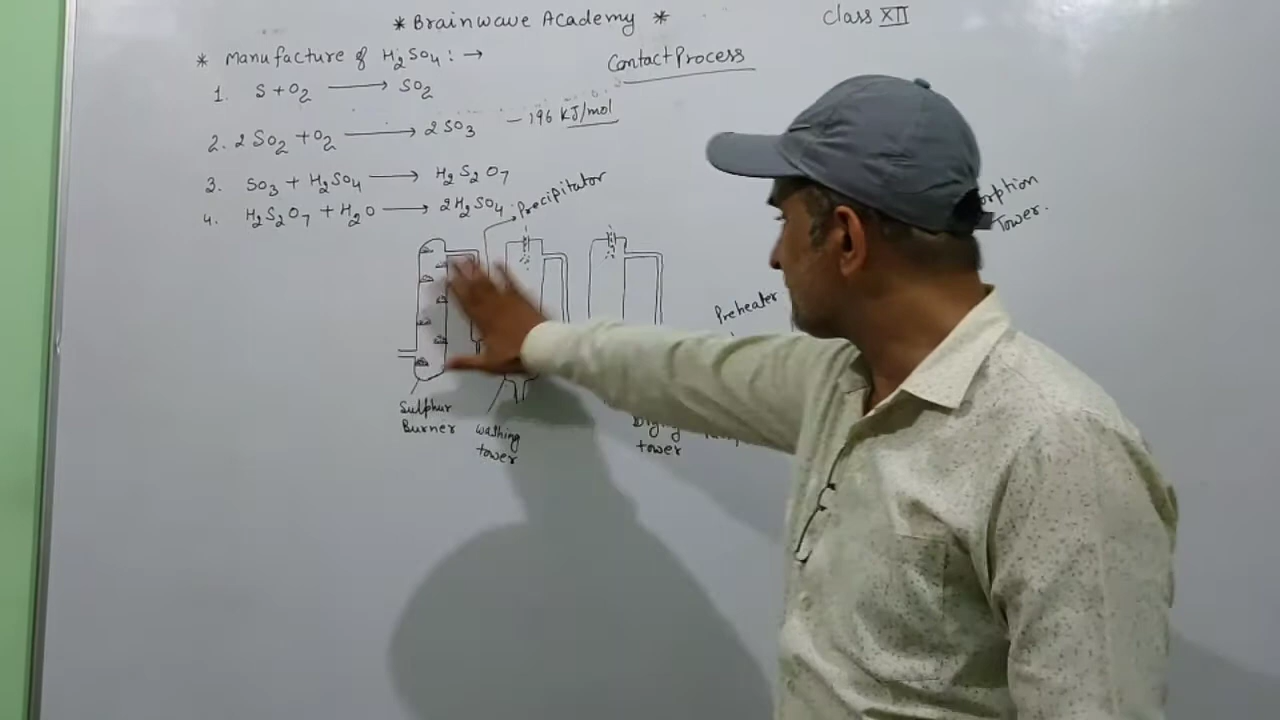 * Brainwave Academy *
Class XII
* Manufacture of H₂SO₄ : →
Contact Process
1. S + O₂ ⟶ SO₂
2. 2SO₂ + O₂ ⟶ 2SO₃ – 196 KJ/mol
3. SO₃ + H₂SO₄ ⟶ H₂S₂O₇
4. H₂S₂O₇ + H₂O ⟶ 2H₂SO₄
Precipitator
Tower.
Preheater
Sulphur
Burner
Washing
tower
Drying
tower